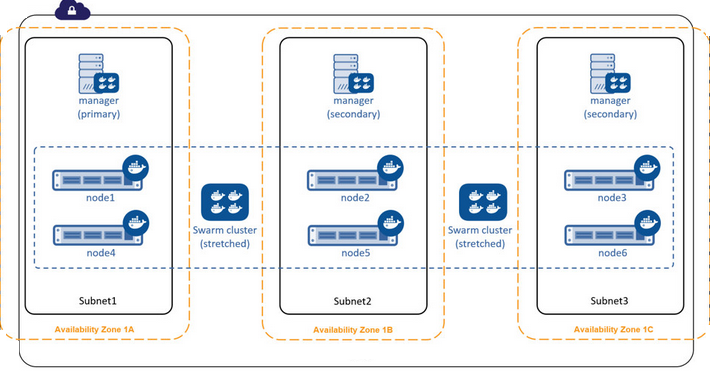 manager
(primary)
manager
(secondary)
manager
(secondary)
node1
node2
node3
Swarm cluster
(stretched)
Swarm cluster
(stretched)
node4
node5
node6
Subnet1
Subnet2
Subnet3
Availability Zone 1A
Availability Zone 1B
Availability Zone 1C